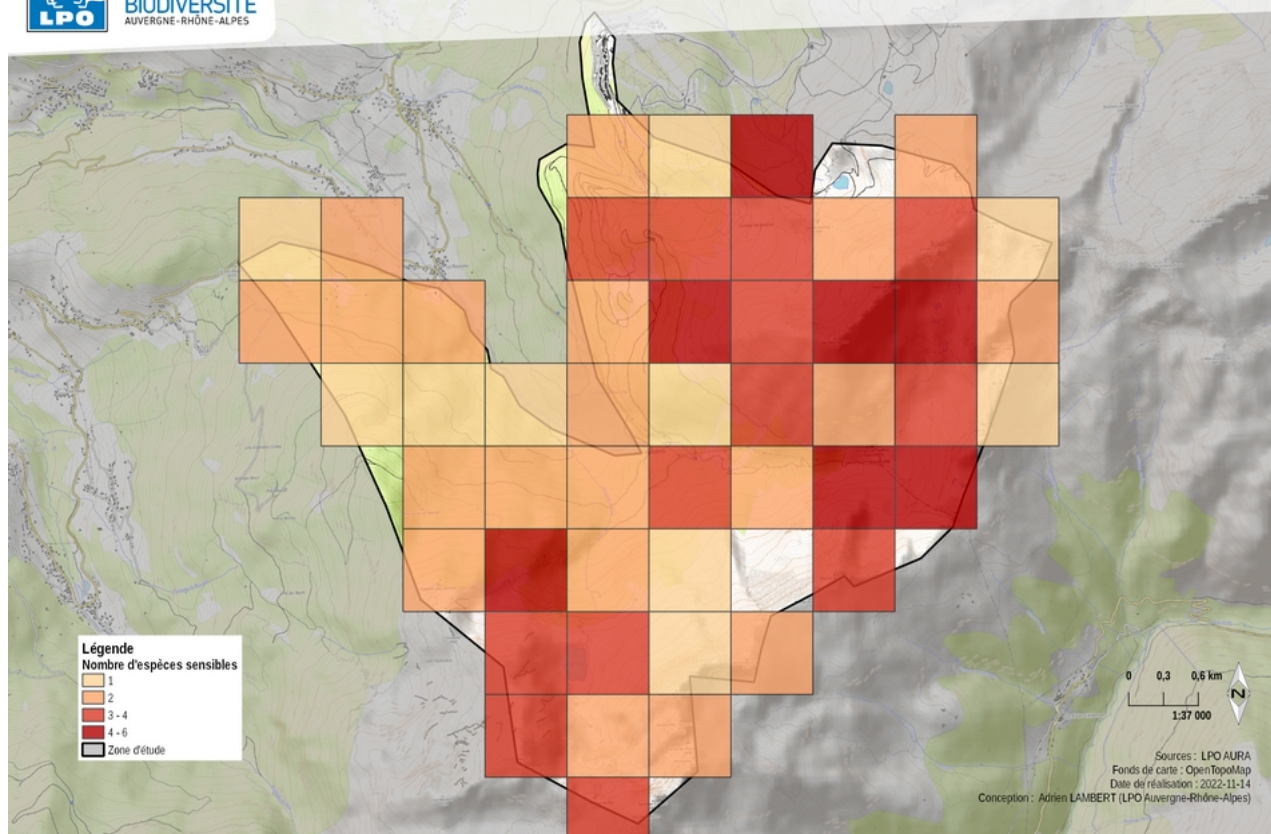 LPO
BIODIVERSITÉ
AUVERGNE-RHÔNE-ALPES
Légende
Nombre d'espèces sensibles
1
2
3 - 4
4 - 6
Zone d'étude
0 0,3 0,6 km
1:37 000
N
Sources : LPO AURA
Fonds de carte : OpenTopoMap
Date de réalisation : 2022-11-14
Conception : Adrien LAMBERT (LPO Auvergne-Rhône-Alpes)